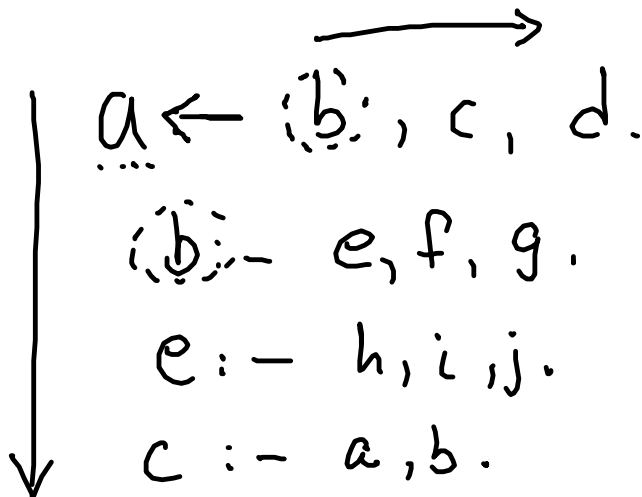 a ← b, c, d.
b :- e, f, g.
e :- h, i, j.
c :- a, b.